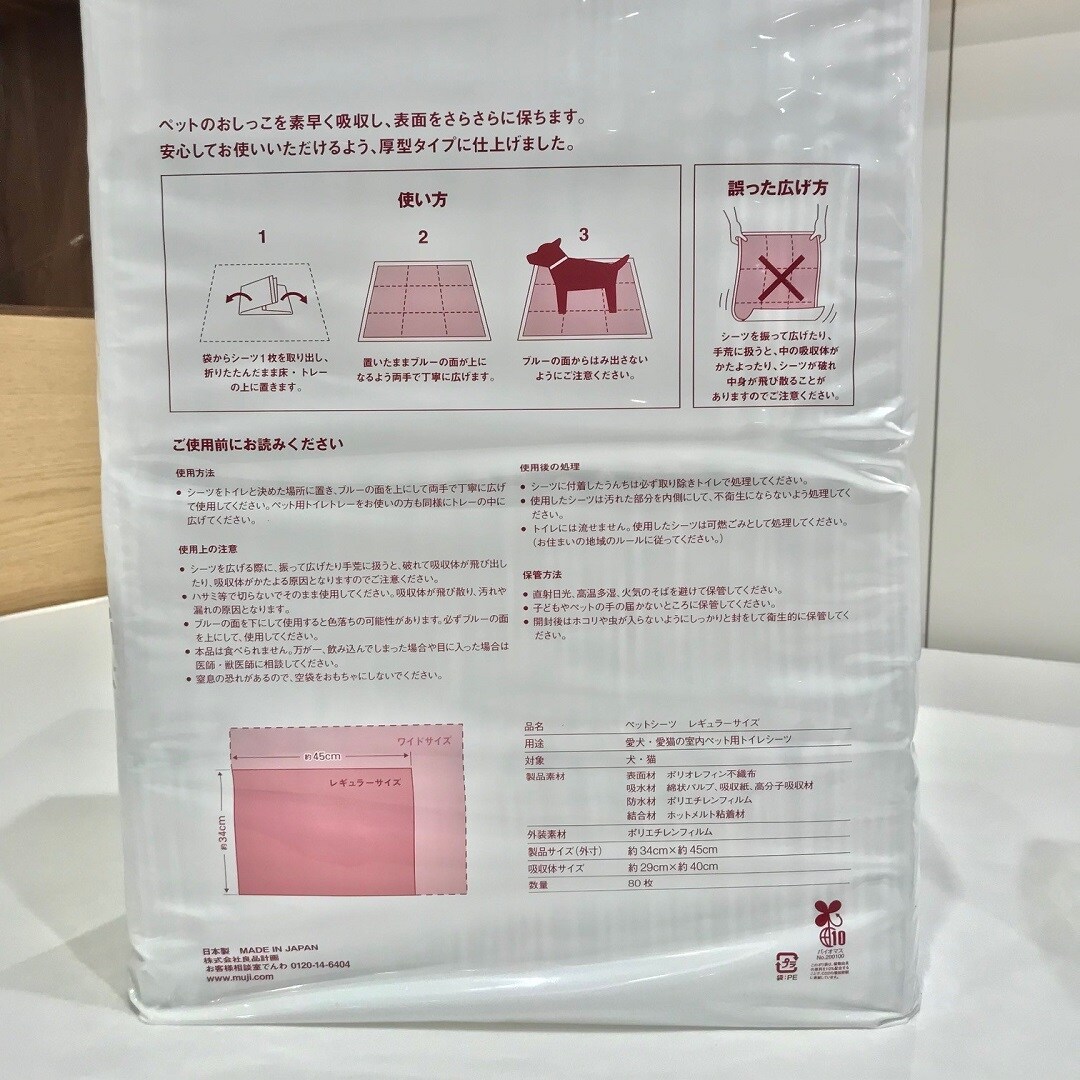 ペットのおしっこを素早く吸収し、表面をさらさらに保ちます。
安心してお使いいただけるよう、厚型タイプに仕上げました。
使い方
1
袋からシーツ1枚を取り出し、
折りたたんだまま床・トレー
の上に置きます。
2
置いたままブルーの面が上に
なるよう両手で丁寧に広げます。
3
ブルーの面からはみ出さない
ようにご注意ください。
誤った広げ方
シーツを振って広げたり、
手荒に扱うと、中の吸収体が
かたよったり、シーツが破れ
中身が飛び散ることが
ありますのでご注意ください。
ご使用前にお読みください
使用方法
● シーツをトイレと決めた場所に置き、ブルーの面を上にして両手で丁寧に広げ
て使用してください。ペット用トイレトレーをお使いの方も同様にトレーの中に
広げてください。
使用上の注意
● シーツを広げる際に、振って広げたり手荒に扱うと、破れて吸収体が飛び出し
たり、吸収体がかたよる原因となりますのでご注意ください。
● ハサミ等で切らないでそのまま使用してください。吸収体が飛び散り、汚れや
漏れの原因となります。
● ブルーの面を下にして使用すると色落ちの可能性があります。必ずブルーの面
を上にして、使用してください。
● 本品は食べられません。万が一、飲み込んでしまった場合や目に入った場合は
医師・獣医師に相談してください。
● 窒息の恐れがあるので、空袋をおもちゃにしないでください。
使用後の処理
● シーツに付着したうんちは必ず取り除きトイレで処理してください。
● 使用したシーツは汚れた部分を内側にして、不衛生にならないよう処理してく
ださい。
● トイレには流せません。使用したシーツは可燃ごみとして処理してください。
(お住まいの地域のルールに従ってください。)
保管方法
● 直射日光、高温多湿、火気のそばを避けて保管してください。
● 子どもやペットの手の届かないところに保管してください。
● 開封後はホコリや虫が入らないようにしっかりと封をして衛生的に保管してく
ださい。
ワイドサイズ
約45cm
レギュラーサイズ
約34cm
品名 ペットシーツ レギュラーサイズ
用途 愛犬・愛猫の室内ペット用トイレシーツ
対象 犬・猫
製品素材 表面材 ポリオレフィン不織布
吸水材 綿状パルプ、吸収紙、高分子吸収材
防水材 ポリエチレンフィルム
結合材 ホットメルト粘着材
外装素材 ポリエチレンフィルム
製品サイズ(外寸) 約34cm×約45cm
吸収体サイズ 約29cm×約40cm
数量 80枚
日本製 MADE IN JAPAN
株式会社良品計画
お客様相談室でんわ 0120-14-6404
www.muji.com
プラ
袋:PE
10
バイオマス
No.200100